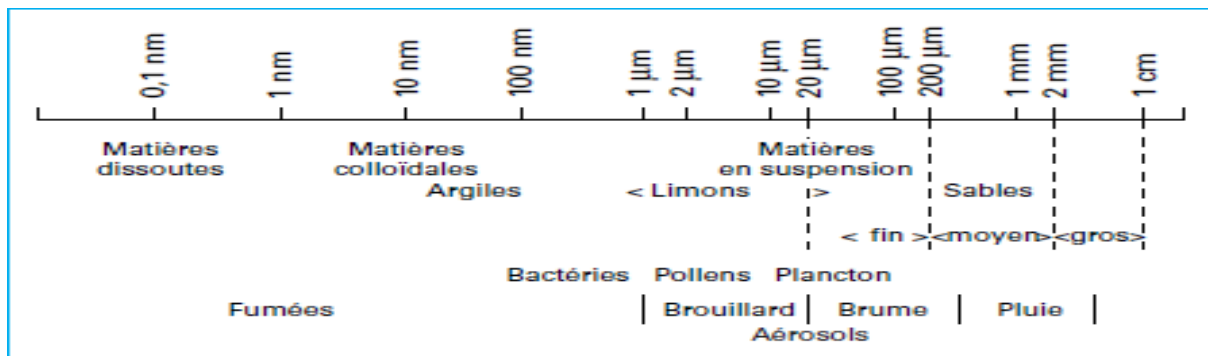 0,1 nm 1 nm 10 nm 100 nm 1 µm 2 µm 10 µm 20 µm 100 µm 200 µm 1 mm 2 mm 1 cm
Matières Matières Matières
dissoutes colloïdales en suspension
Argiles < Limons > Sables
< fin ><moyen><gros>
Bactéries Pollens Plancton
Fumées Brouillard Brume Pluie
Aérosols